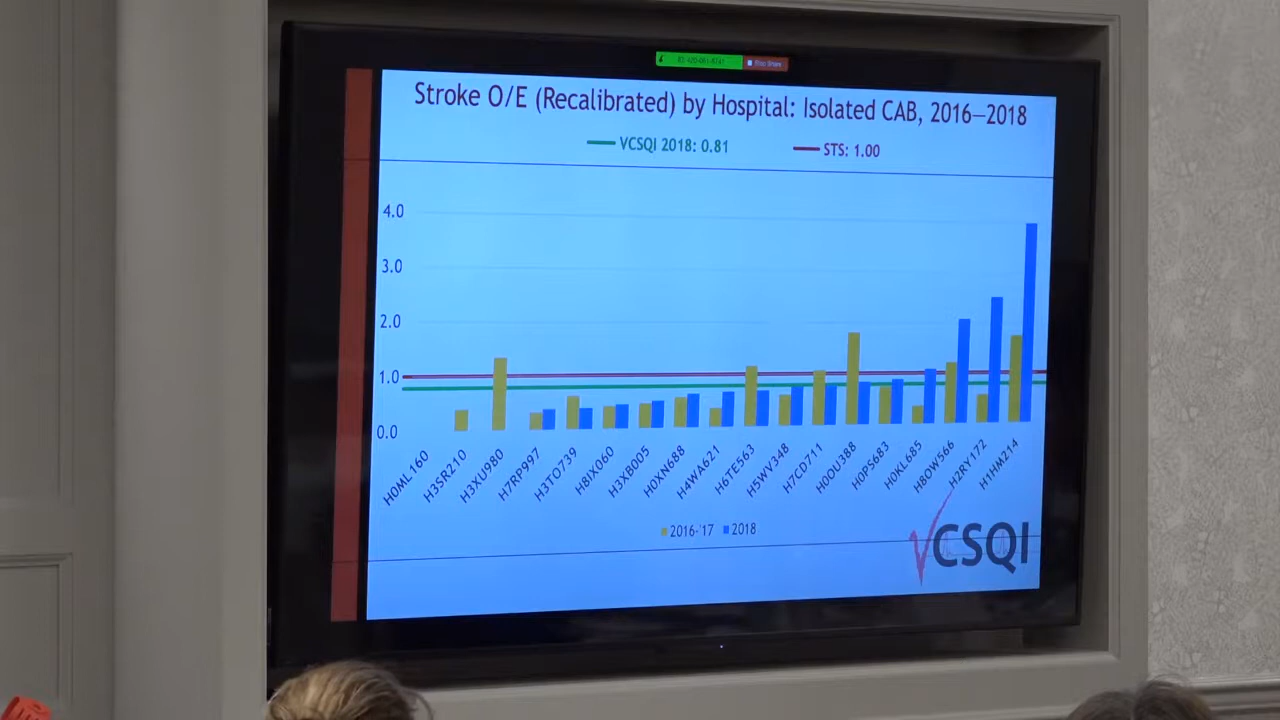 Stop Share
Stroke O/E (Recalibrated) by Hospital: Isolated CAB, 2016–2018
VCSQI 2018: 0.81 STS: 1.00
4.0
3.0
2.0
1.0
0.0
H0ML160 H3SR210 H3XU980 H7RP997 H3TO739 H8IX060 H3XB005 H0XN688 H4WA621 H6TE563 H5WV348 H7CD711 H0OU388 H0PS683 H0KL685 H8OW566 H2RY172 H1HM214
2016-'17 2018
VCSQI